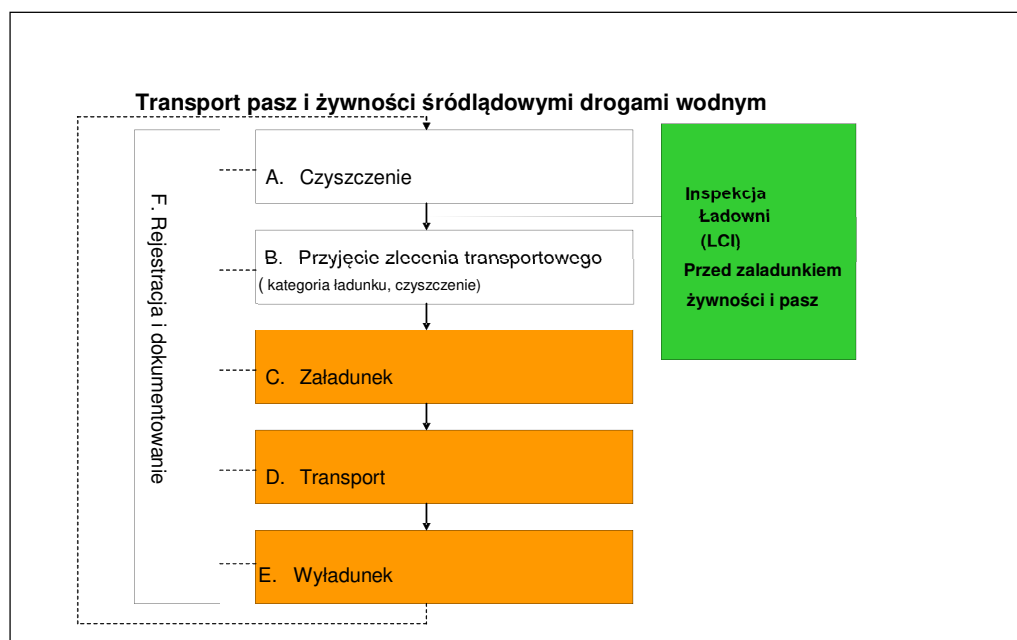 Transport pasz i żywności śródlądowymi drogami wodnym
F. Rejestracja i dokumentowanie
A. Czyszczenie
B. Przyjęcie zlecenia transportowego
( kategoria ładunku, czyszczenie)
C. Załadunek
D. Transport
E. Wyładunek
Inspekcja
Ładowni
(LCI)
Przed zaladunkiem
żywności i pasz